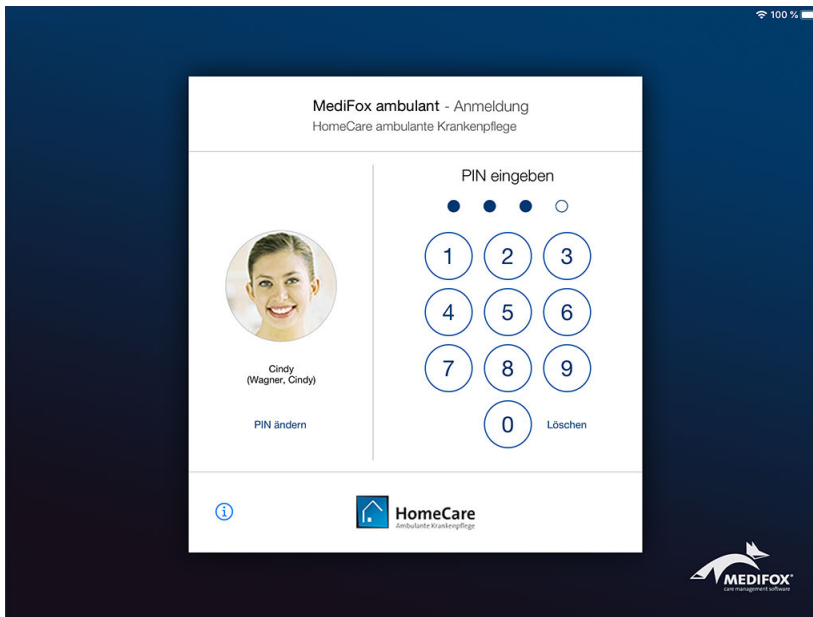 100 %
MediFox ambulant - Anmeldung
HomeCare ambulante Krankenpflege
PIN eingeben
1 2 3
4 5 6
7 8 9
0 Löschen
Cindy
(Wagner, Cindy)
PIN ändern
HomeCare
Ambulante Krankenpflege
MEDIFOX®
care management software